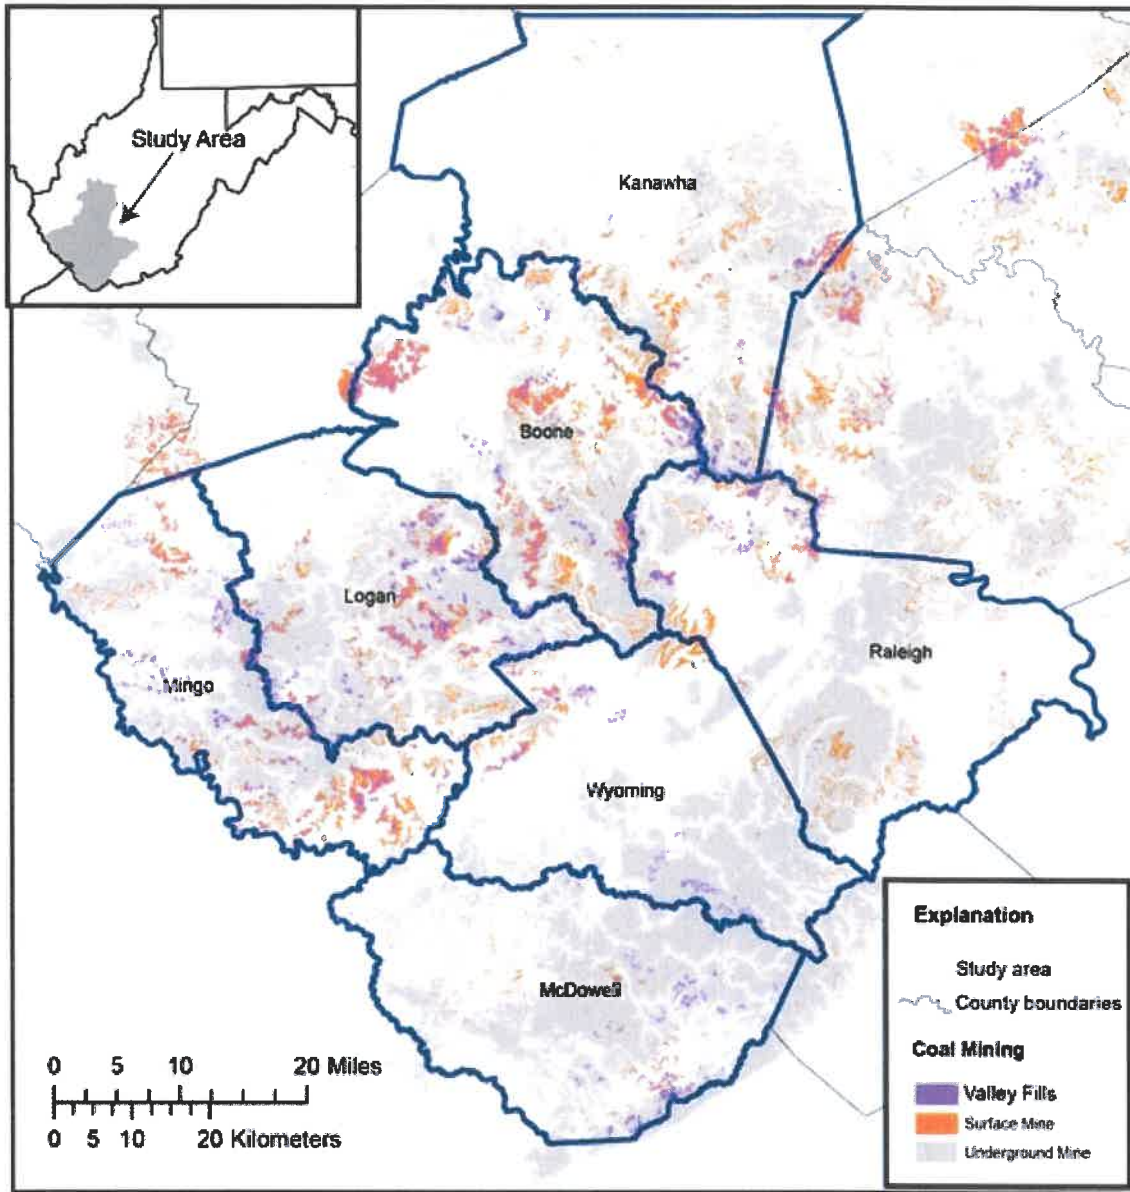 Study Area
Kanawha
Boone
Logan
Mingo
Raleigh
Wyoming
McDowell
Explanation
Study area
County boundaries
Coal Mining
Valley Fills
Surface Mine
Underground Mine
0 5 10 20 Miles
0 5 10 20 Kilometers